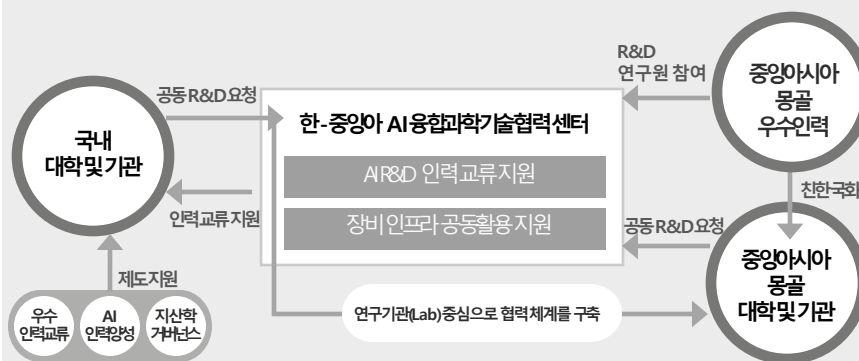 R&D
연구원 참여
중앙아시아
몽골
우수인력
공동 R&D 요청
한 - 중앙아 AI 융합과학기술협력 센터
국내
대학 및 기관
AI R&D 인력 교류 지원
인력 교류 지원
장비 인프라 공동활용 지원
친한국화
공동 R&D 요청
중앙아시아
몽골
대학 및 기관
제도 지원
우수
인력교류
AI
인력양성
지산학
거버넌스
연구기관(Lab) 중심으로 협력 체계를 구축